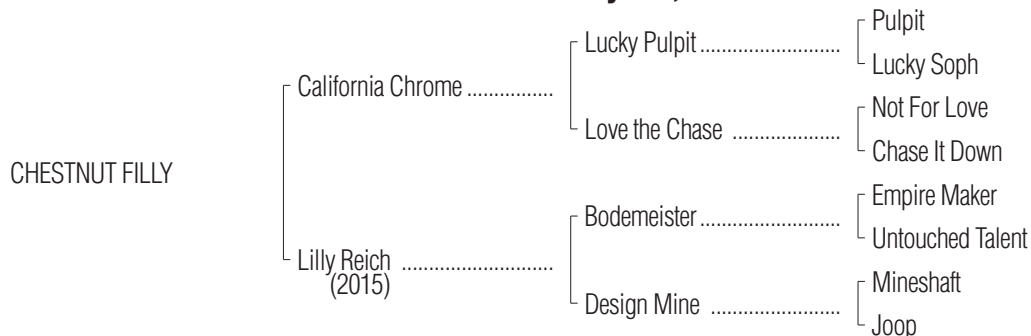 Pulpit
Lucky Pulpit ..........................
Lucky Soph
California Chrome ................
Not For Love
Love the Chase ....................
Chase It Down
CHESTNUT FILLY
Empire Maker
Bodemeister ..........................
Untouched Talent
Lilly Reich ............................
(2015)
Mineshaft
Design Mine ........................
Joop